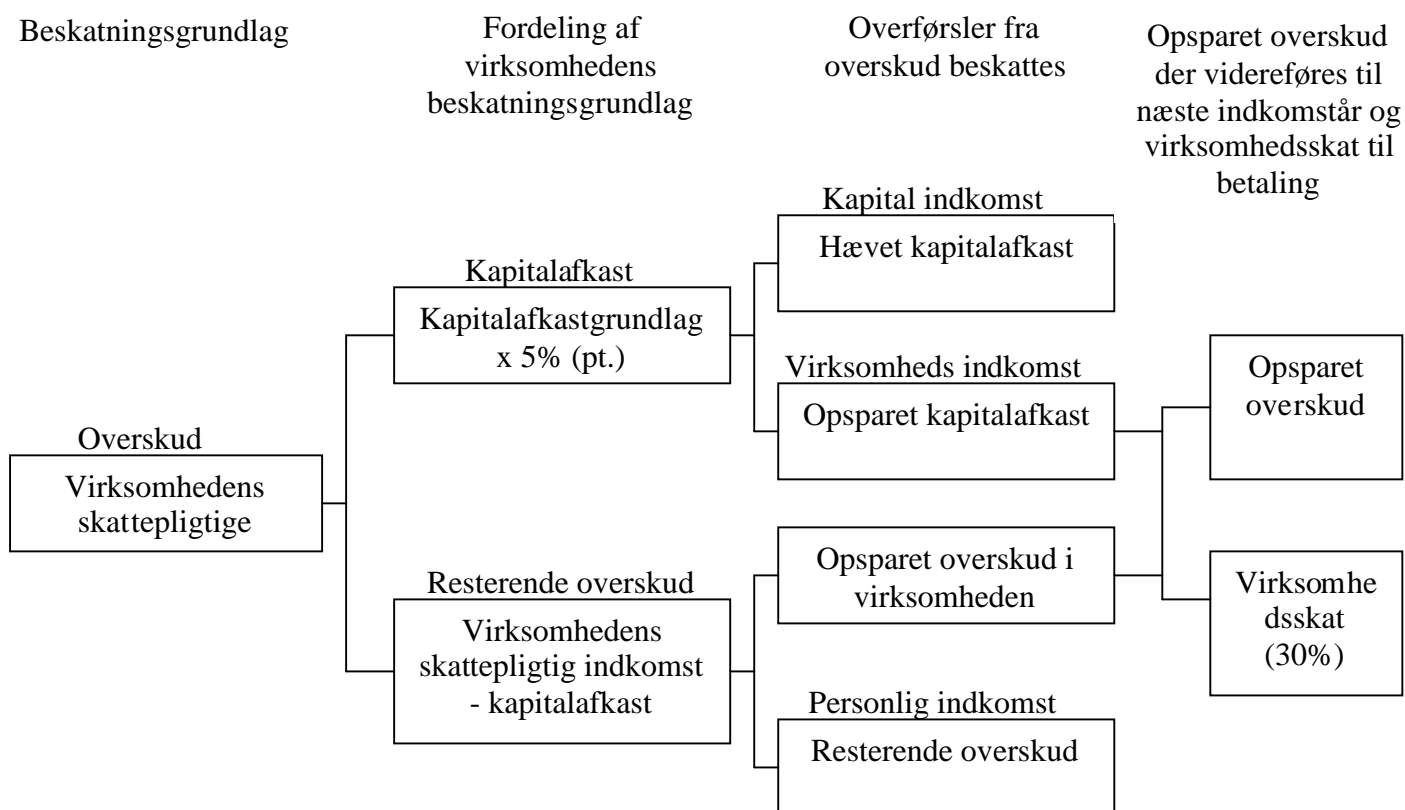 Beskatningsgrundlag
Fordeling af
virksomhedens
beskatningsgrundlag
Overførsler fra
overskud beskattes
Opsparet overskud
der videreføres til
næste indkomstår og
virksomhedsskat til
betaling
Overskud
Virksomhedens
skattepligtige
Kapitalafkast
Kapitalafkastgrundlag
x 5% (pt.)
Resterende overskud
Virksomhedens
skattepligtig indkomst
- kapitalafkast
Kapital indkomst
Hævet kapitalafkast
Virksomheds indkomst
Opsparet kapitalafkast
Opsparet overskud i
virksomheden
Personlig indkomst
Resterende overskud
Opsparet
overskud
Virksomhe
dsskat
(30%)